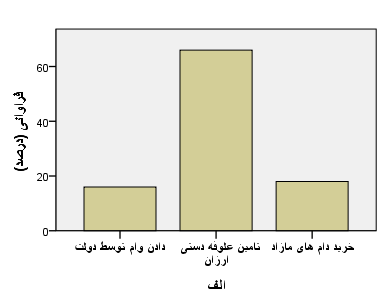 60
40
20
0
فراوانی (درصد)
دادن وام توسط دولت
تامین علوفه دستی
ارزان
خرید دام های مازاد
الف